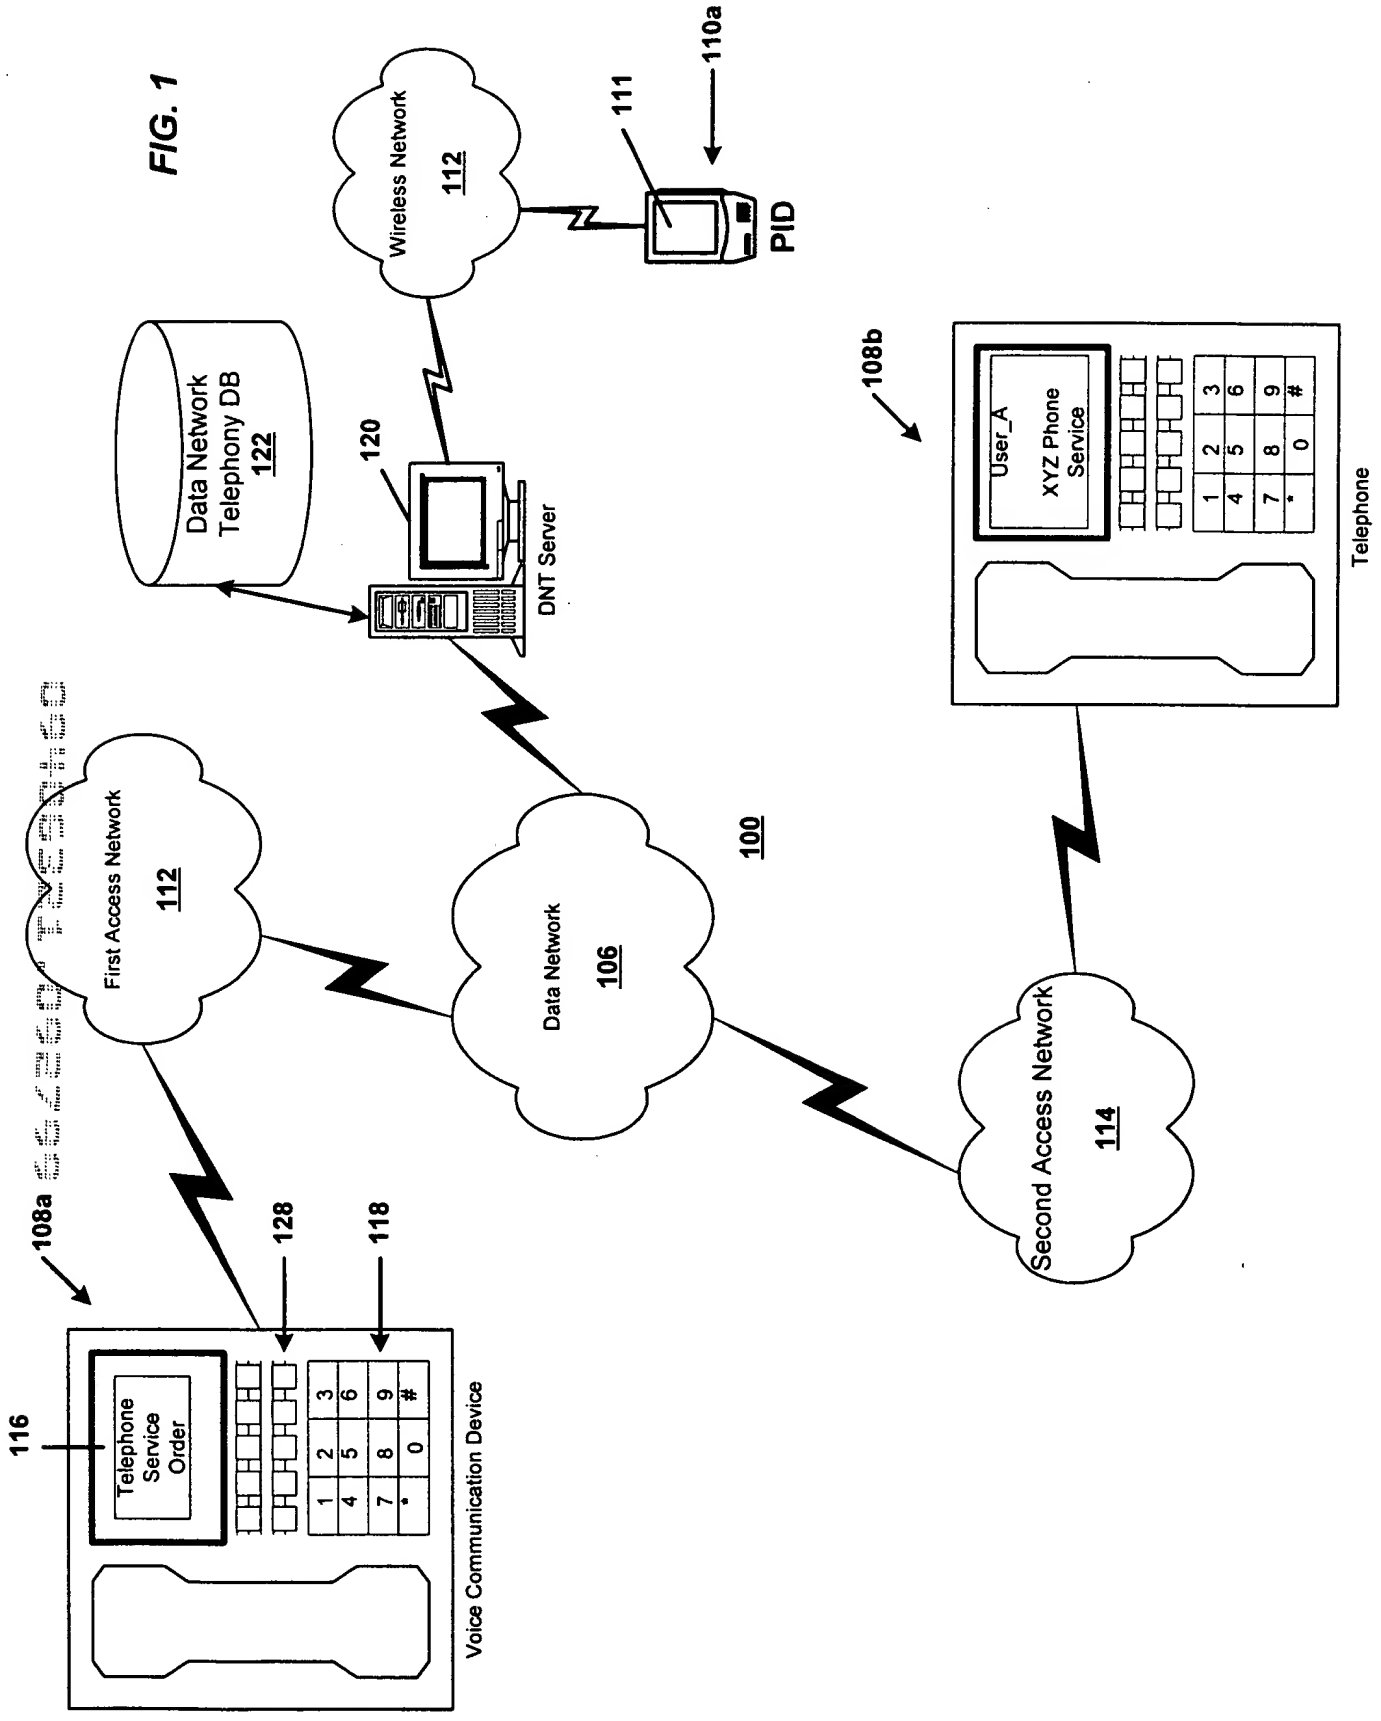 116
108a
Telephone
Service
Order
128
118
1 2 3
4 5 6
7 8 9
* 0 #
Voice Communication Device
First Access Network
112
FIG. 1
Data Network
Telephony DB
122
120
DNT Server
Wireless Network
112
111
110a
PID
Data Network
106
100
108b
User_A
XYZ Phone
Service
1 2 3
4 5 6
7 8 9
* 0 #
Telephone
Second Access Network
114